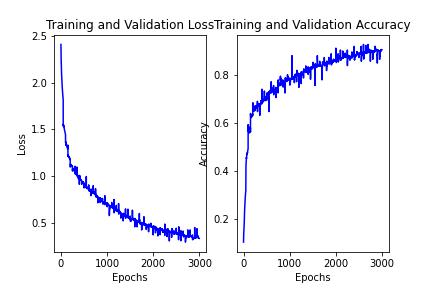 Training and Validation Loss
2.5
2.0
1.5
1.0
0.5
Loss
0 1000 2000 3000
Epochs
Training and Validation Accuracy
0.8
0.6
0.4
0.2
Accuracy
0 1000 2000 3000
Epochs